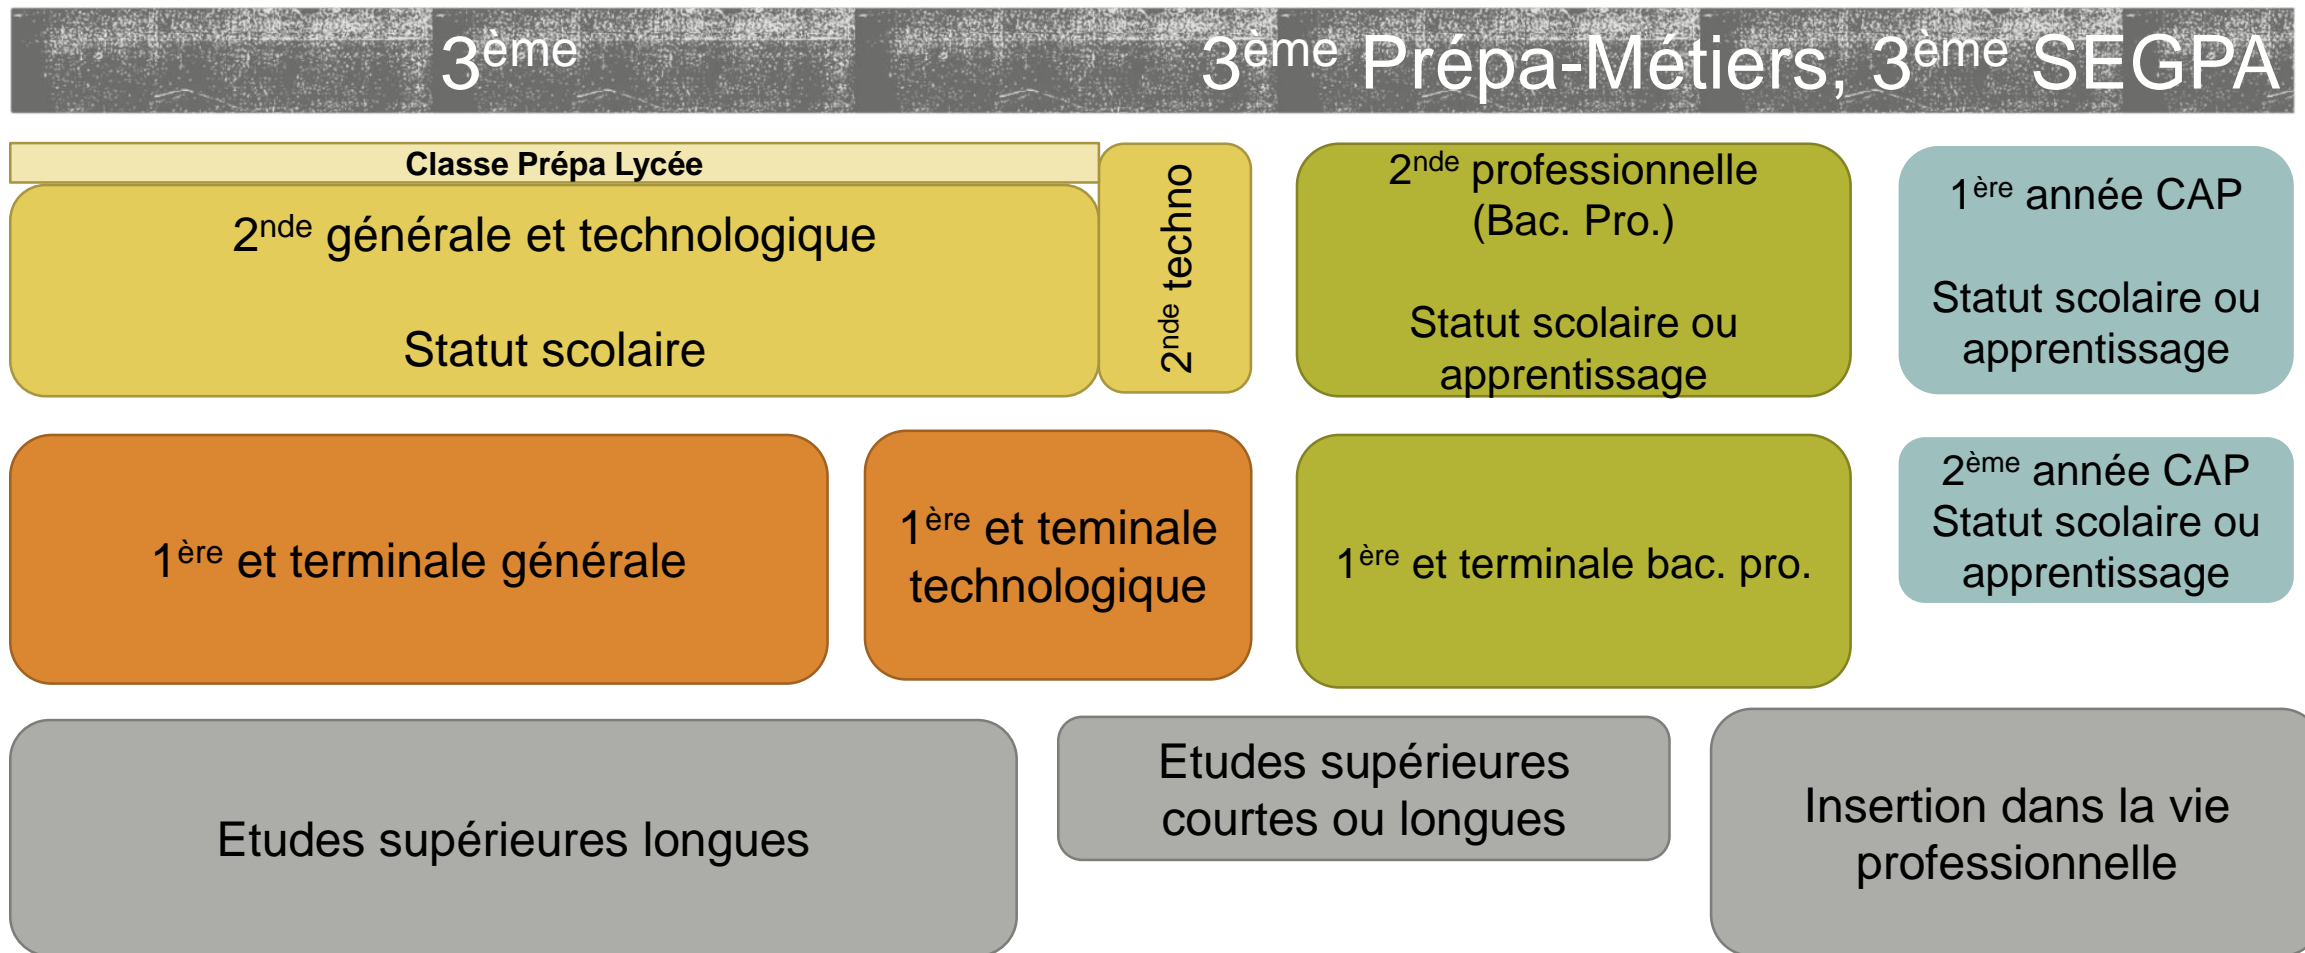 3ème
3ème Prépa-Métiers, 3ème SEGPA
Classe Prépa Lycée
2nde générale et technologique
Statut scolaire
2nde techno
2nde professionnelle
(Bac. Pro.)
Statut scolaire ou
apprentissage
1ère année CAP
Statut scolaire ou
apprentissage
1ère et terminale générale
1ère et teminale
technologique
1ère et terminale bac. pro.
2ème année CAP
Statut scolaire ou
apprentissage
Etudes supérieures longues
Etudes supérieures
courtes ou longues
Insertion dans la vie
professionnelle